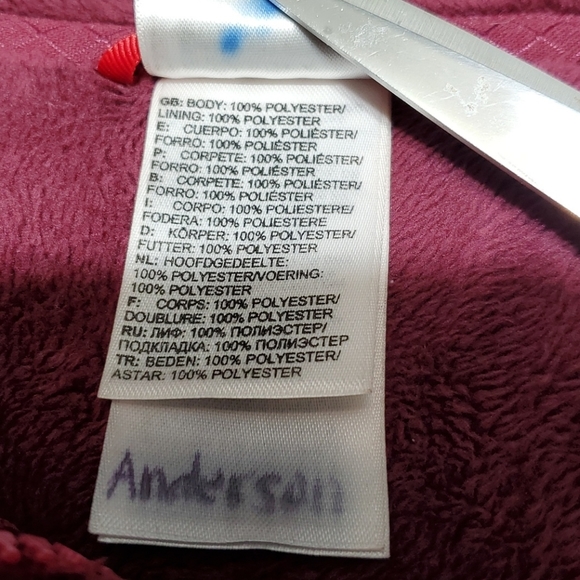 GB: BODY: 100% POLYESTER/
LINING: 100% POLYESTER
E: CUERPO: 100% POLIÉSTER/
FORRO: 100% POLIÉSTER
P: CORPETE: 100% POLIÉSTER/
FORRO: 100% POLIÉSTER
B: CORPETE: 100% POLIÉSTER/
FORRO: 100% POLIÉSTER
I: CORPO: 100% POLIESTERE/
FODERA: 100% POLIESTERE
D: KÖRPER: 100% POLYESTER/
FUTTER: 100% POLYESTER
NL: HOOFDGEDEELTE:
100% POLYESTER/VOERING:
100% POLYESTER
F: CORPS: 100% POLYESTER/
DOUBLURE: 100% POLYESTER
RU: ЛИФ: 100% ПОЛИЭСТЕР/
ПОДКЛАДКА: 100% ПОЛИЭСТЕР
TR: BEDEN: 100% POLYESTER/
ASTAR: 100% POLYESTER
Anderson